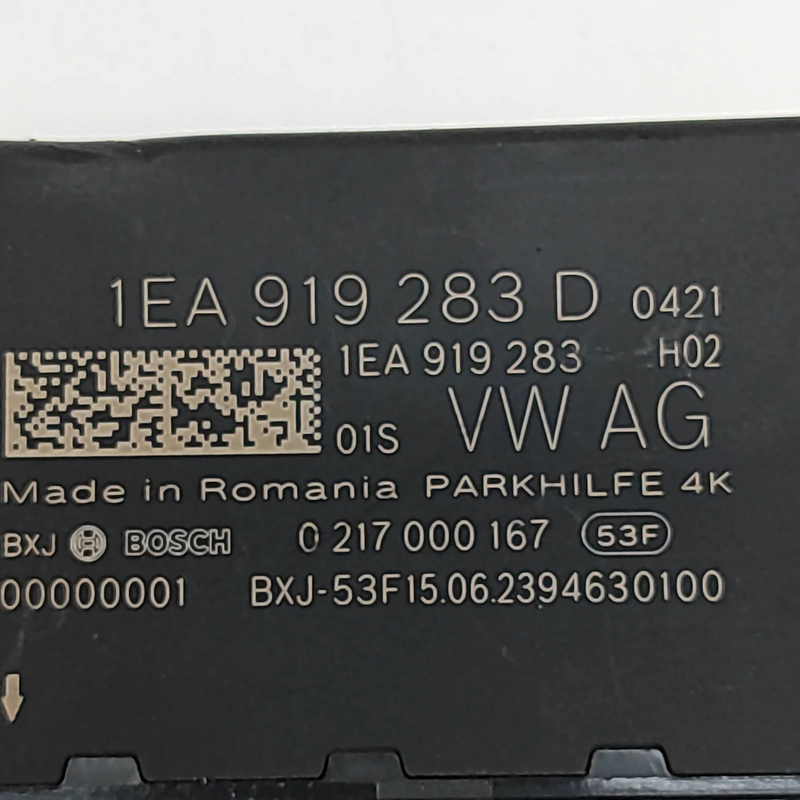 1EA 919 283 D 0421
1EA 919 283 H02
01S VW AG
Made in Romania PARKHILFE 4K
BXJ BOSCH 0 217 000 167 53F
00000001 BXJ-53F15.06.2394630100